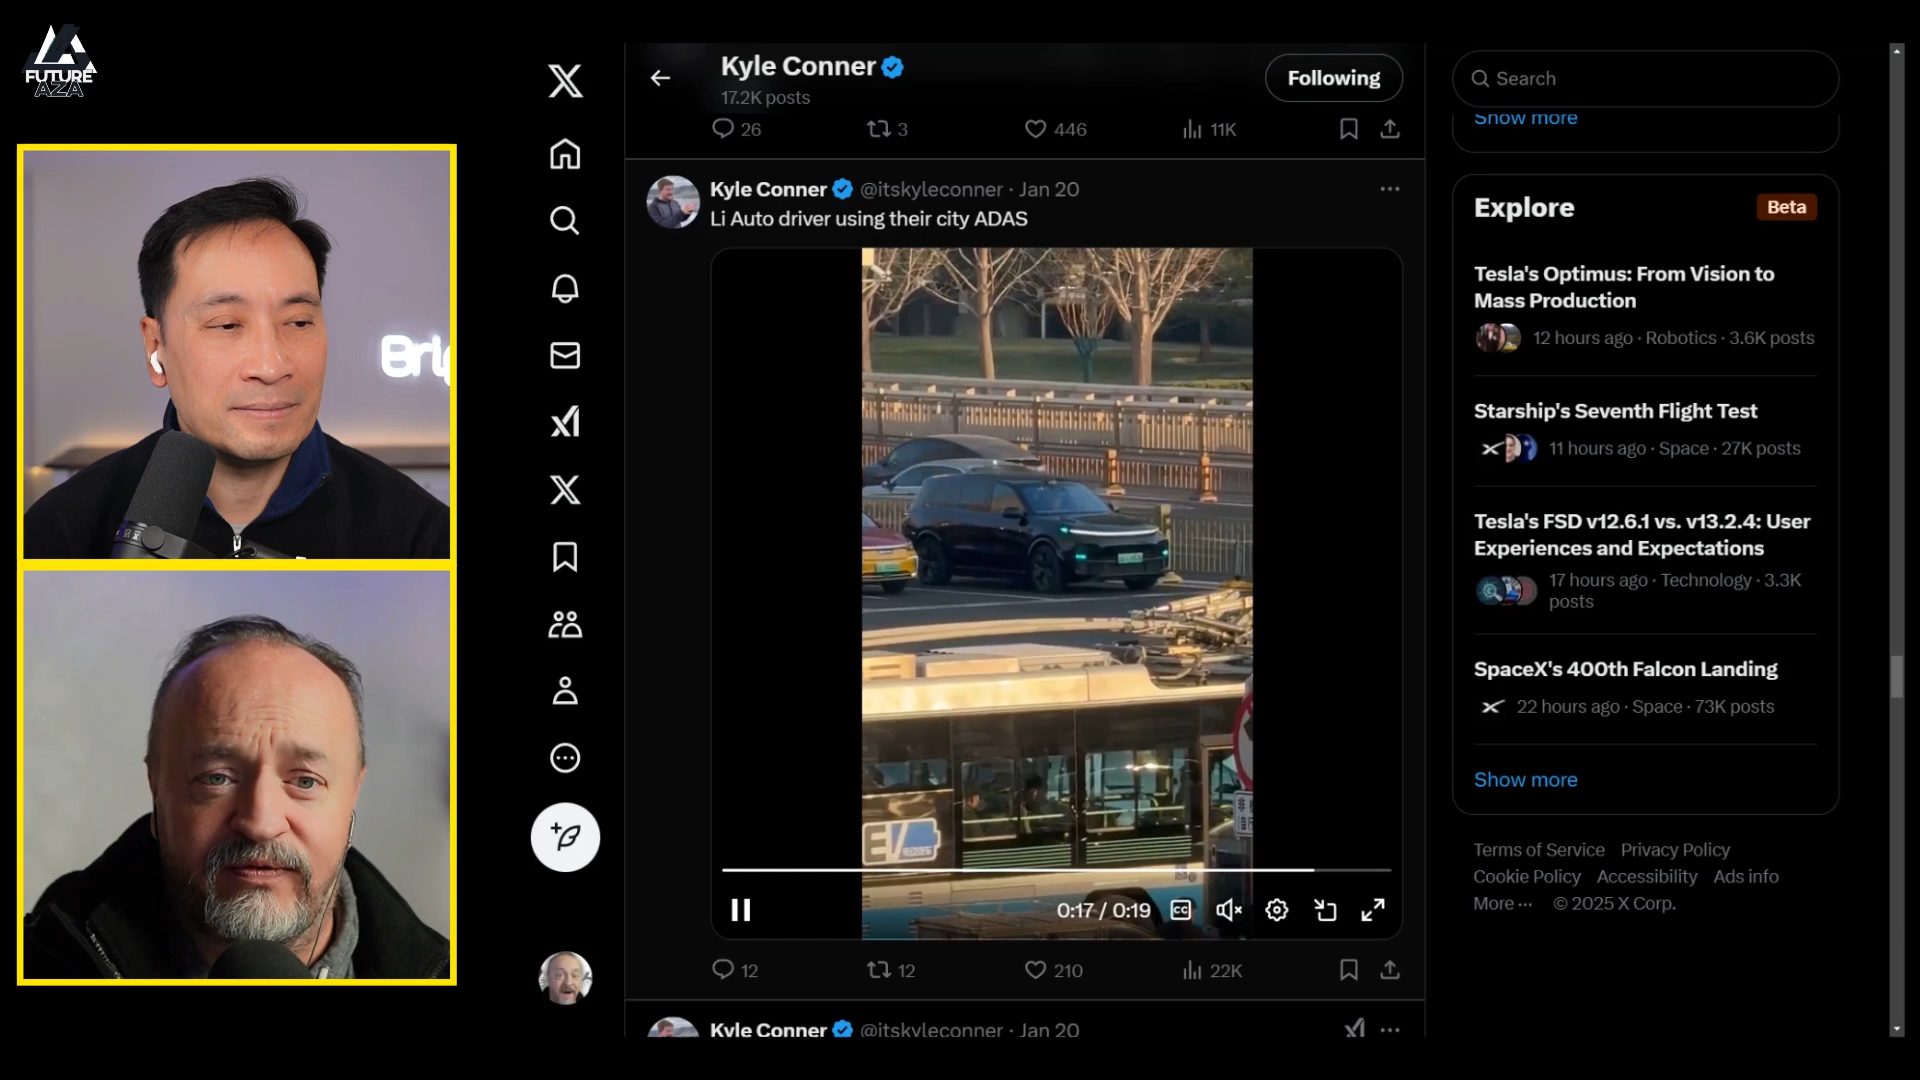 FUTURE
AZA
Bri
Kyle Conner
17.2K posts
Following
26
3
446
11K
Kyle Conner @itskyleconner · Jan 20
Li Auto driver using their city ADAS
EV
0:17 / 0:19
CC
12
12
210
22K
Kyle Conner @itskyleconner · Jan 20
Search
Show more
Explore
Beta
Tesla's Optimus: From Vision to
Mass Production
12 hours ago · Robotics · 3.6K posts
Starship's Seventh Flight Test
11 hours ago · Space · 27K posts
Tesla's FSD v12.6.1 vs. v13.2.4: User
Experiences and Expectations
17 hours ago · Technology · 3.3K
posts
SpaceX's 400th Falcon Landing
22 hours ago · Space · 73K posts
Show more
Terms of Service Privacy Policy
Cookie Policy Accessibility Ads info
More ··· © 2025 X Corp.